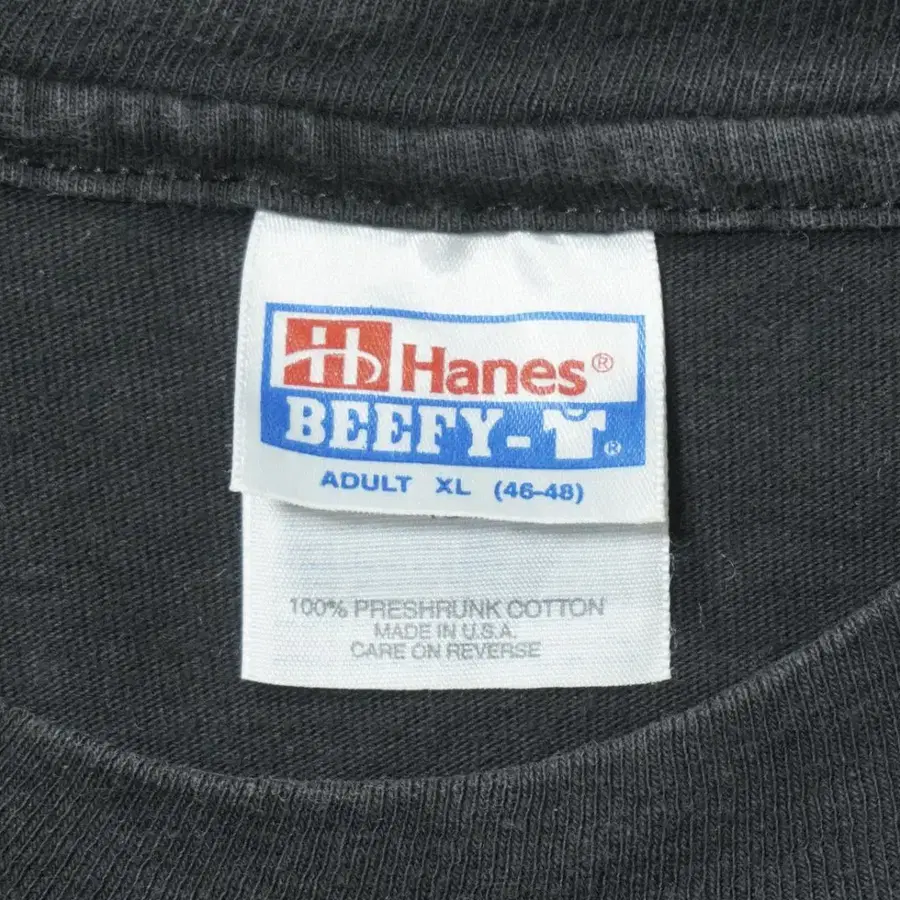 H Hanes®
BEEFY-T®
ADULT XL (46-48)
100% PRESHRUNK COTTON
MADE IN U.S.A.
CARE ON REVERSE